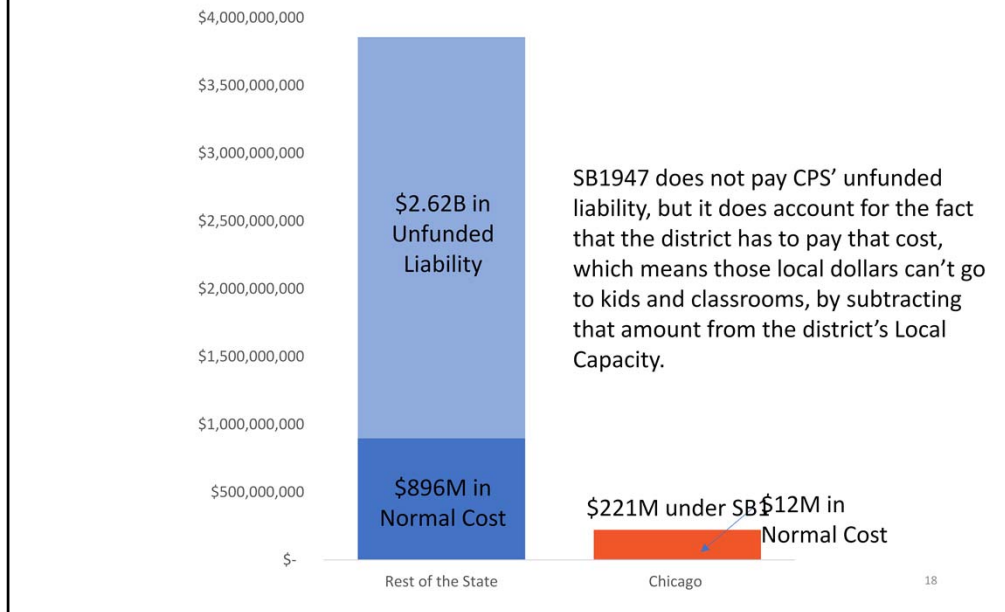 $4,000,000,000
$3,500,000,000
$3,000,000,000
$2,500,000,000
$2,000,000,000
$1,500,000,000
$1,000,000,000
$500,000,000
$-
$2.62B in
Unfunded
Liability
$896M in
Normal Cost
SB1947 does not pay CPS’ unfunded
liability, but it does account for the fact
that the district has to pay that cost,
which means those local dollars can’t go
to kids and classrooms, by subtracting
that amount from the district’s Local
Capacity.
$221M under SB1
$12M in
Normal Cost
Rest of the State
Chicago
18